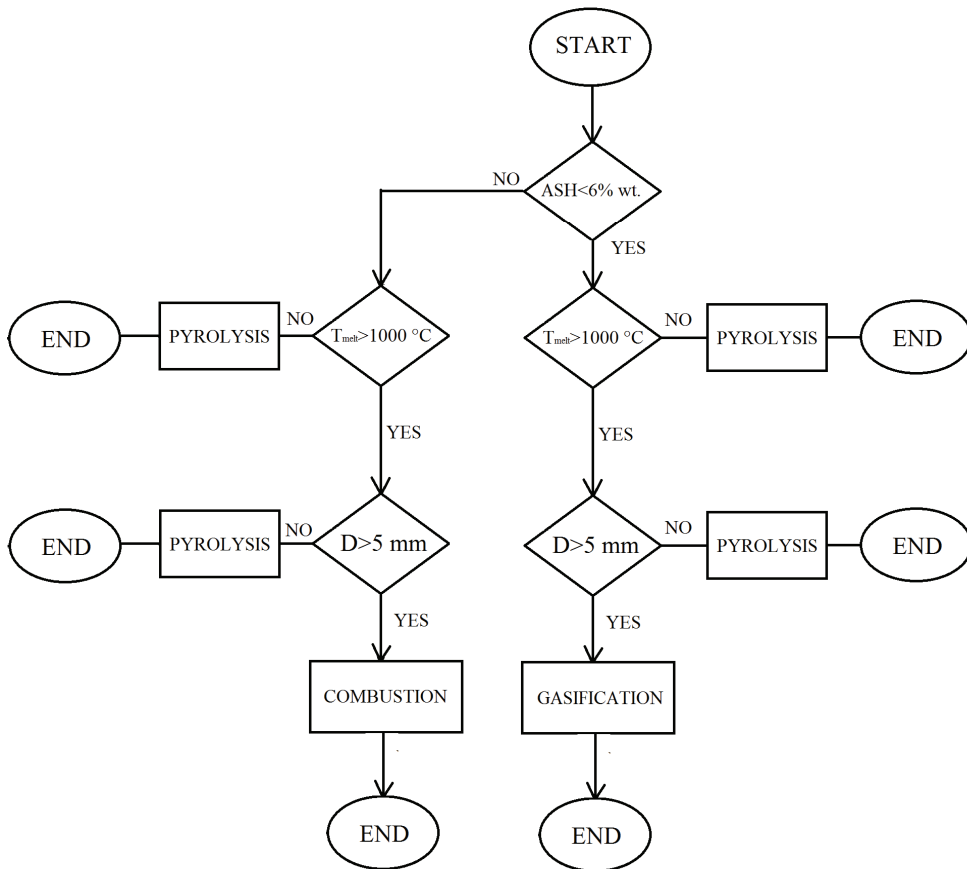 START
NO
ASH<6% wt.
YES
END
PYROLYSIS
NO
Tmelt>1000 °C
Tmelt>1000 °C
NO
PYROLYSIS
END
YES
YES
END
PYROLYSIS
NO
D>5 mm
D>5 mm
NO
PYROLYSIS
END
YES
YES
COMBUSTION
GASIFICATION
END
END